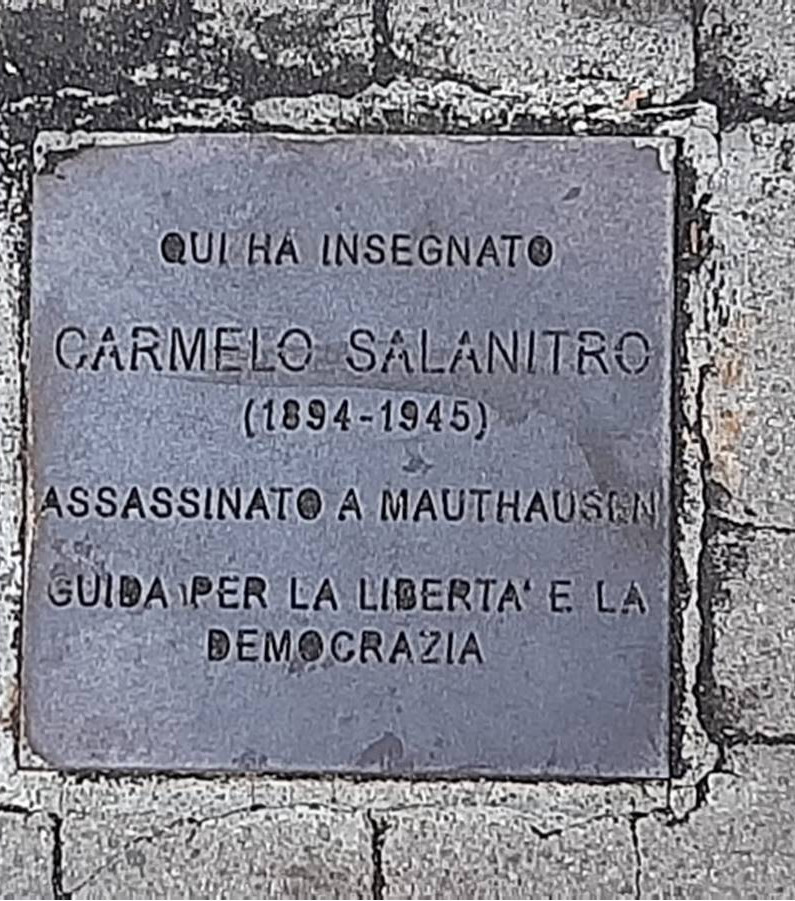 QUI HA INSEGNATO
CARMELO SALANITRO
(1894-1945)
ASSASSINATO A MAUTHAUSEN
GUIDA PER LA LIBERTA' E LA
DEMOCRAZIA